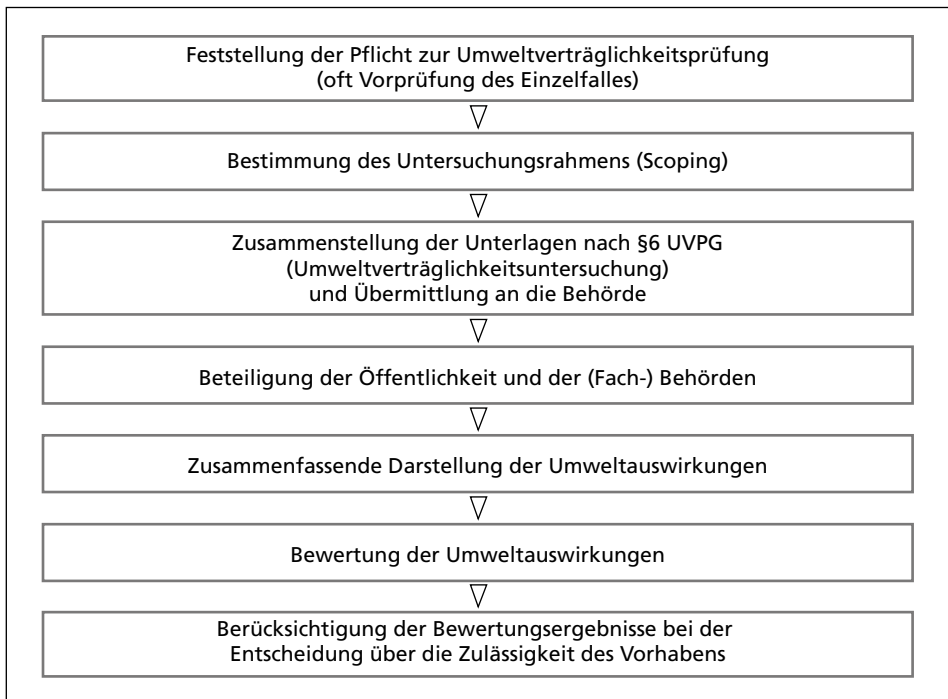 Feststellung der Pflicht zur Umweltverträglichkeitsprüfung
(oft Vorprüfung des Einzelfalles)
Bestimmung des Untersuchungsrahmens (Scoping)
Zusammenstellung der Unterlagen nach §6 UVPG
(Umweltverträglichkeitsuntersuchung)
und Übermittlung an die Behörde
Beteiligung der Öffentlichkeit und der (Fach-) Behörden
Zusammenfassende Darstellung der Umweltauswirkungen
Bewertung der Umweltauswirkungen
Berücksichtigung der Bewertungsergebnisse bei der
Entscheidung über die Zulässigkeit des Vorhabens